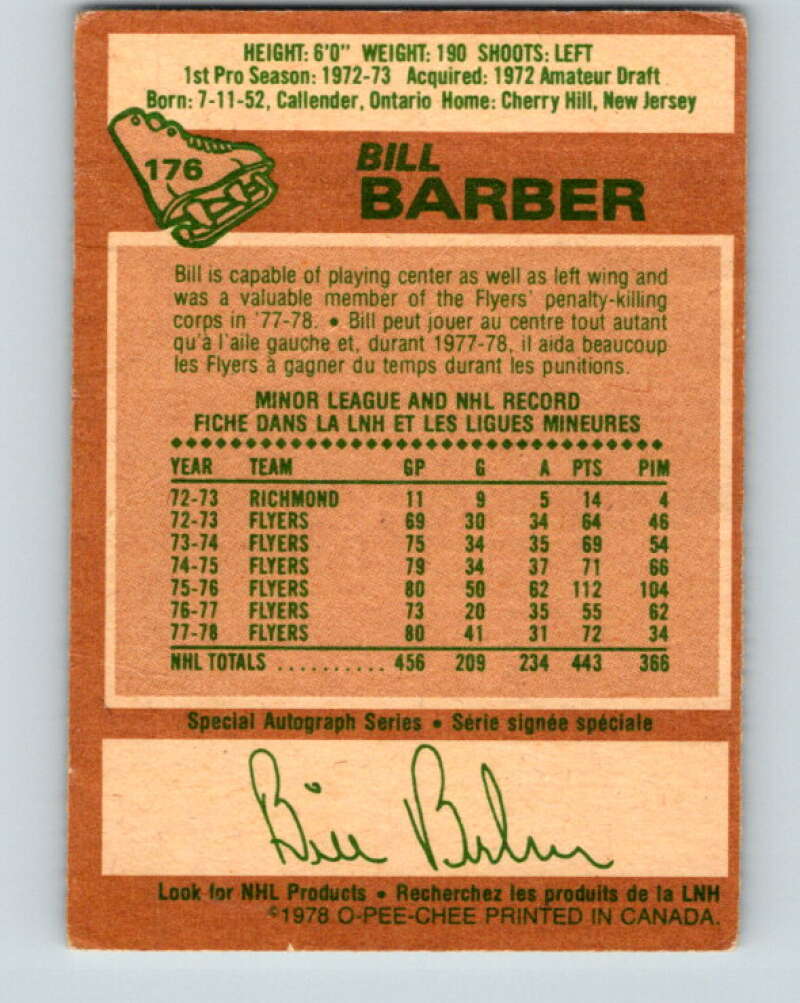 HEIGHT: 6'0" WEIGHT: 190 SHOOTS: LEFT
1st Pro Season: 1972-73 Acquired: 1972 Amateur Draft
Born: 7-11-52, Callender, Ontario Home: Cherry Hill, New Jersey
176
BILL
BARBER
Bill is capable of playing center as well as left wing and
was a valuable member of the Flyers' penalty-killing
corps in '77-78. • Bill peut jouer au centre tout autant
qu'à l'aile gauche et, durant 1977-78, il aida beaucoup
les Flyers à gagner du temps durant les punitions.
MINOR LEAGUE AND NHL RECORD
FICHE DANS LA LNH ET LES LIGUES MINEURES
YEAR TEAM GP G A PTS PIM
72-73 RICHMOND 11 9 5 14 4
72-73 FLYERS 69 30 34 64 46
73-74 FLYERS 75 34 35 69 54
74-75 FLYERS 79 34 37 71 66
75-76 FLYERS 80 50 62 112 104
76-77 FLYERS 73 20 35 55 62
77-78 FLYERS 80 41 31 72 34
NHL TOTALS .......... 456 209 234 443 366
Special Autograph Series • Série signée spéciale
Bill Barber
Look for NHL Products • Recherchez les produits de la LNH
©1978 O-PEE-CHEE PRINTED IN CANADA.